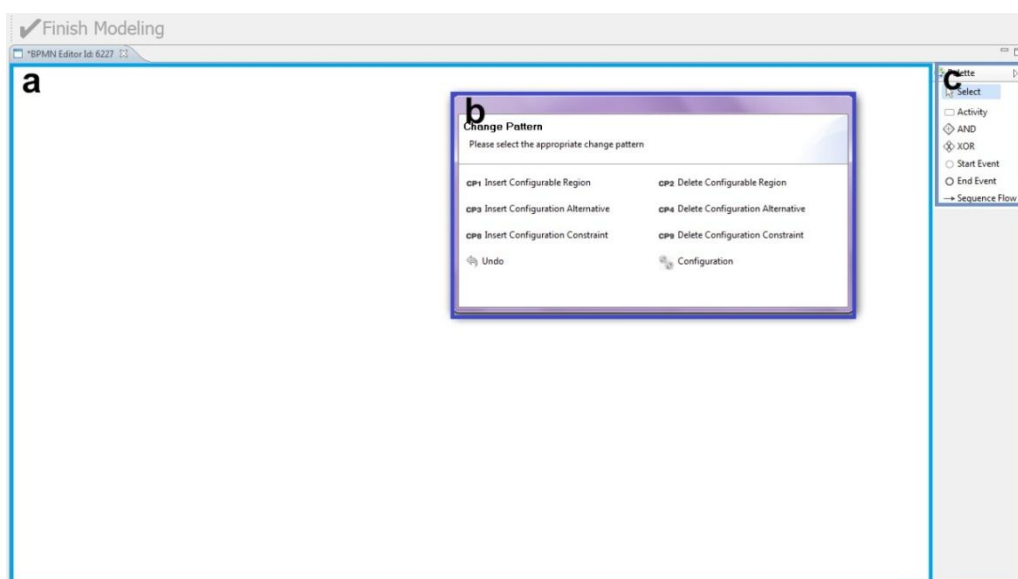 Finish Modeling
*BPMN Editor Id: 6227
a
b
Change Pattern
Please select the appropriate change pattern
CP1 Insert Configurable Region
CP2 Delete Configurable Region
CP3 Insert Configuration Alternative
CP4 Delete Configuration Alternative
CP8 Insert Configuration Constraint
CP9 Delete Configuration Constraint
Undo
Configuration
c
Palette
Select
Activity
AND
XOR
Start Event
End Event
Sequence Flow